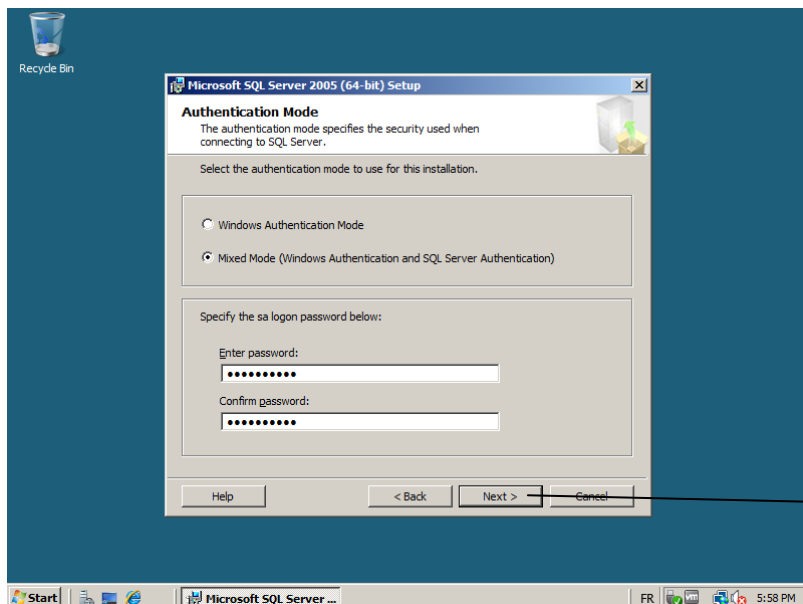 Recycle Bin
Microsoft SQL Server 2005 (64-bit) Setup
Authentication Mode
The authentication mode specifies the security used when
connecting to SQL Server.
Select the authentication mode to use for this installation.
Windows Authentication Mode
Mixed Mode (Windows Authentication and SQL Server Authentication)
Specify the sa logon password below:
Enter password:
••••••••••
Confirm password:
••••••••••
Help < Back Next > Cancel
Start Microsoft SQL Server ... FR 5:58 PM